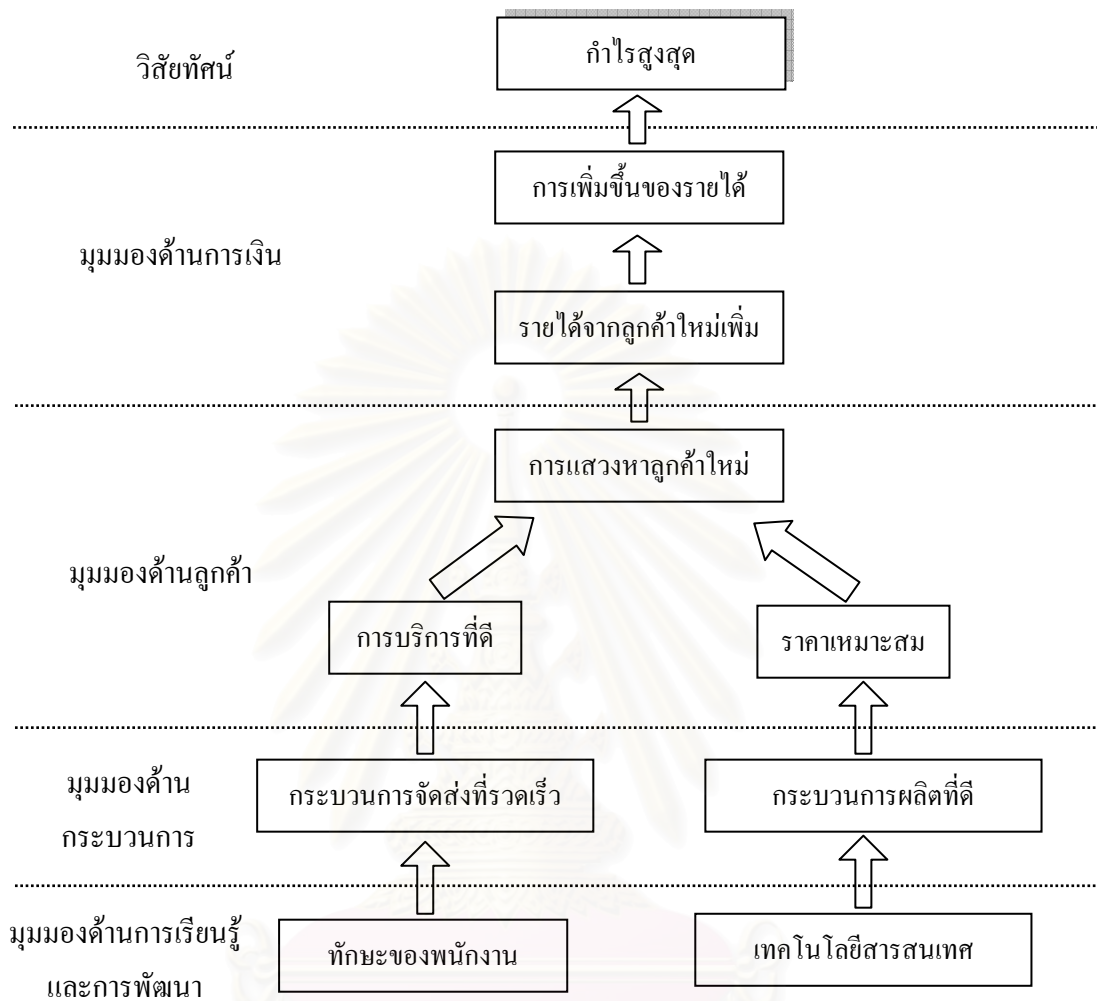 วิสัยทัศน์
กำไรสูงสุด
การเพิ่มขึ้นของรายได้
มุมมองด้านการเงิน
รายได้จากลูกค้าใหม่เพิ่ม
การแสวงหาลูกค้าใหม่
มุมมองด้านลูกค้า
การบริการที่ดี
ราคาเหมาะสม
มุมมองด้าน
กระบวนการ
กระบวนการจัดส่งที่รวดเร็ว
กระบวนการผลิตที่ดี
มุมมองด้านการเรียนรู้
และการพัฒนา
ทักษะของพนักงาน
เทคโนโลยีสารสนเทศ